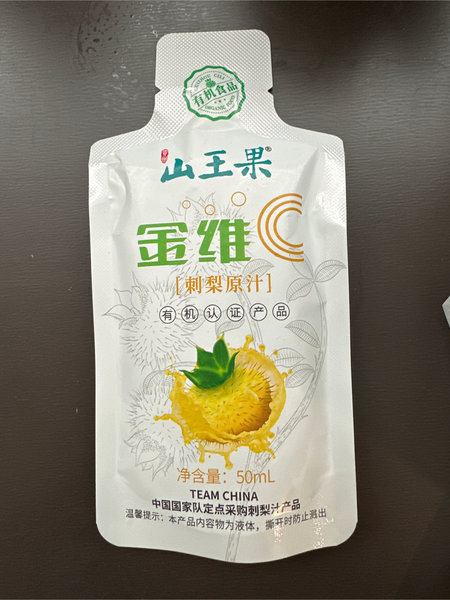 有机食品
ORGANIC FOOD
山王果®
金维C
[刺梨原汁]
有机认证产品
净含量：50mL
TEAM CHINA
中国国家队定点采购刺梨汁产品
温馨提示：本产品内容物为液体，撕开时防止溅出